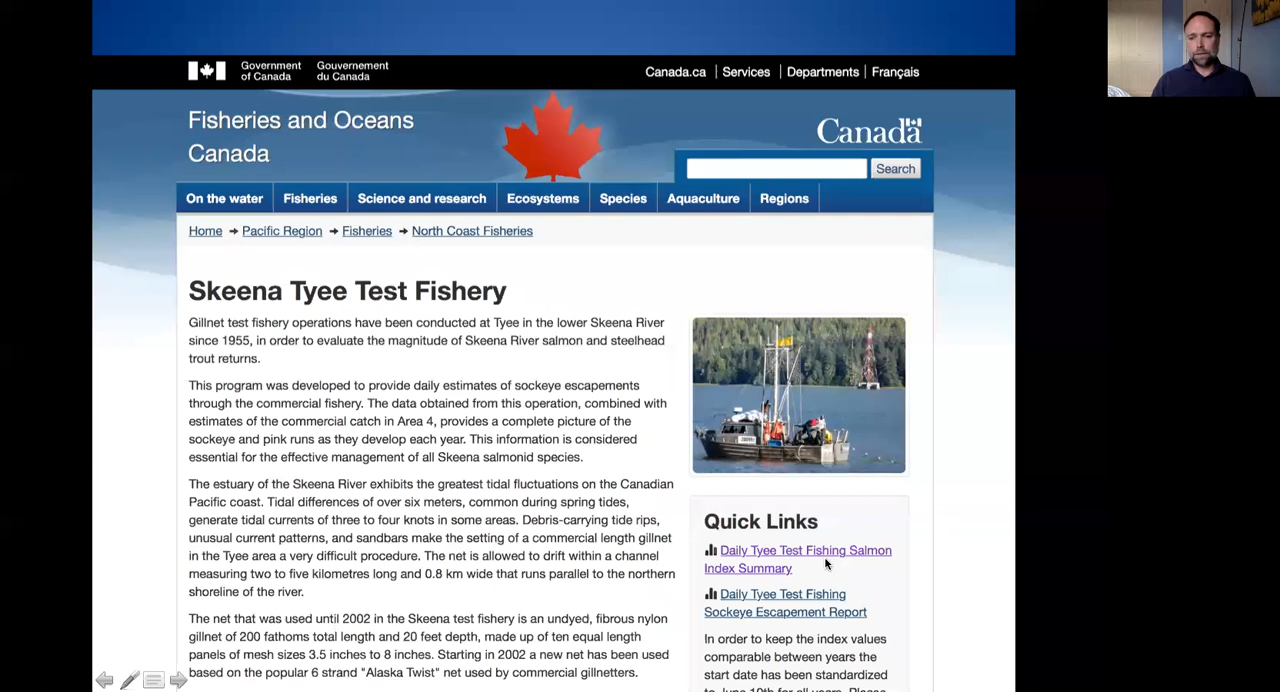 Government of Canada
Gouvernement du Canada
Canada.ca | Services | Departments | Français
Fisheries and Oceans
Canada
Canada
Search
On the water
Fisheries
Science and research
Ecosystems
Species
Aquaculture
Regions
Home → Pacific Region → Fisheries → North Coast Fisheries
Skeena Tyee Test Fishery
Gillnet test fishery operations have been conducted at Tyee in the lower Skeena River
since 1955, in order to evaluate the magnitude of Skeena River salmon and steelhead
trout returns.
This program was developed to provide daily estimates of sockeye escapements
through the commercial fishery. The data obtained from this operation, combined with
estimates of the commercial catch in Area 4, provides a complete picture of the
sockeye and pink runs as they develop each year. This information is considered
essential for the effective management of all Skeena salmonid species.
The estuary of the Skeena River exhibits the greatest tidal fluctuations on the Canadian
Pacific coast. Tidal differences of over six meters, common during spring tides,
generate tidal currents of three to four knots in some areas. Debris-carrying tide rips,
unusual current patterns, and sandbars make the setting of a commercial length gillnet
in the Tyee area a very difficult procedure. The net is allowed to drift within a channel
measuring two to five kilometres long and 0.8 km wide that runs parallel to the northern
shoreline of the river.
The net that was used until 2002 in the Skeena test fishery is an undyed, fibrous nylon
gillnet of 200 fathoms total length and 20 feet depth, made up of ten equal length
panels of mesh sizes 3.5 inches to 8 inches. Starting in 2002 a new net has been used
based on the popular 6 strand "Alaska Twist" net used by commercial gillnetters.
Quick Links
Daily Tyee Test Fishing Salmon
Index Summary
Daily Tyee Test Fishing
Sockeye Escapement Report
In order to keep the index values
comparable between years the
start date has been standardized
to June 10th for all years. Please